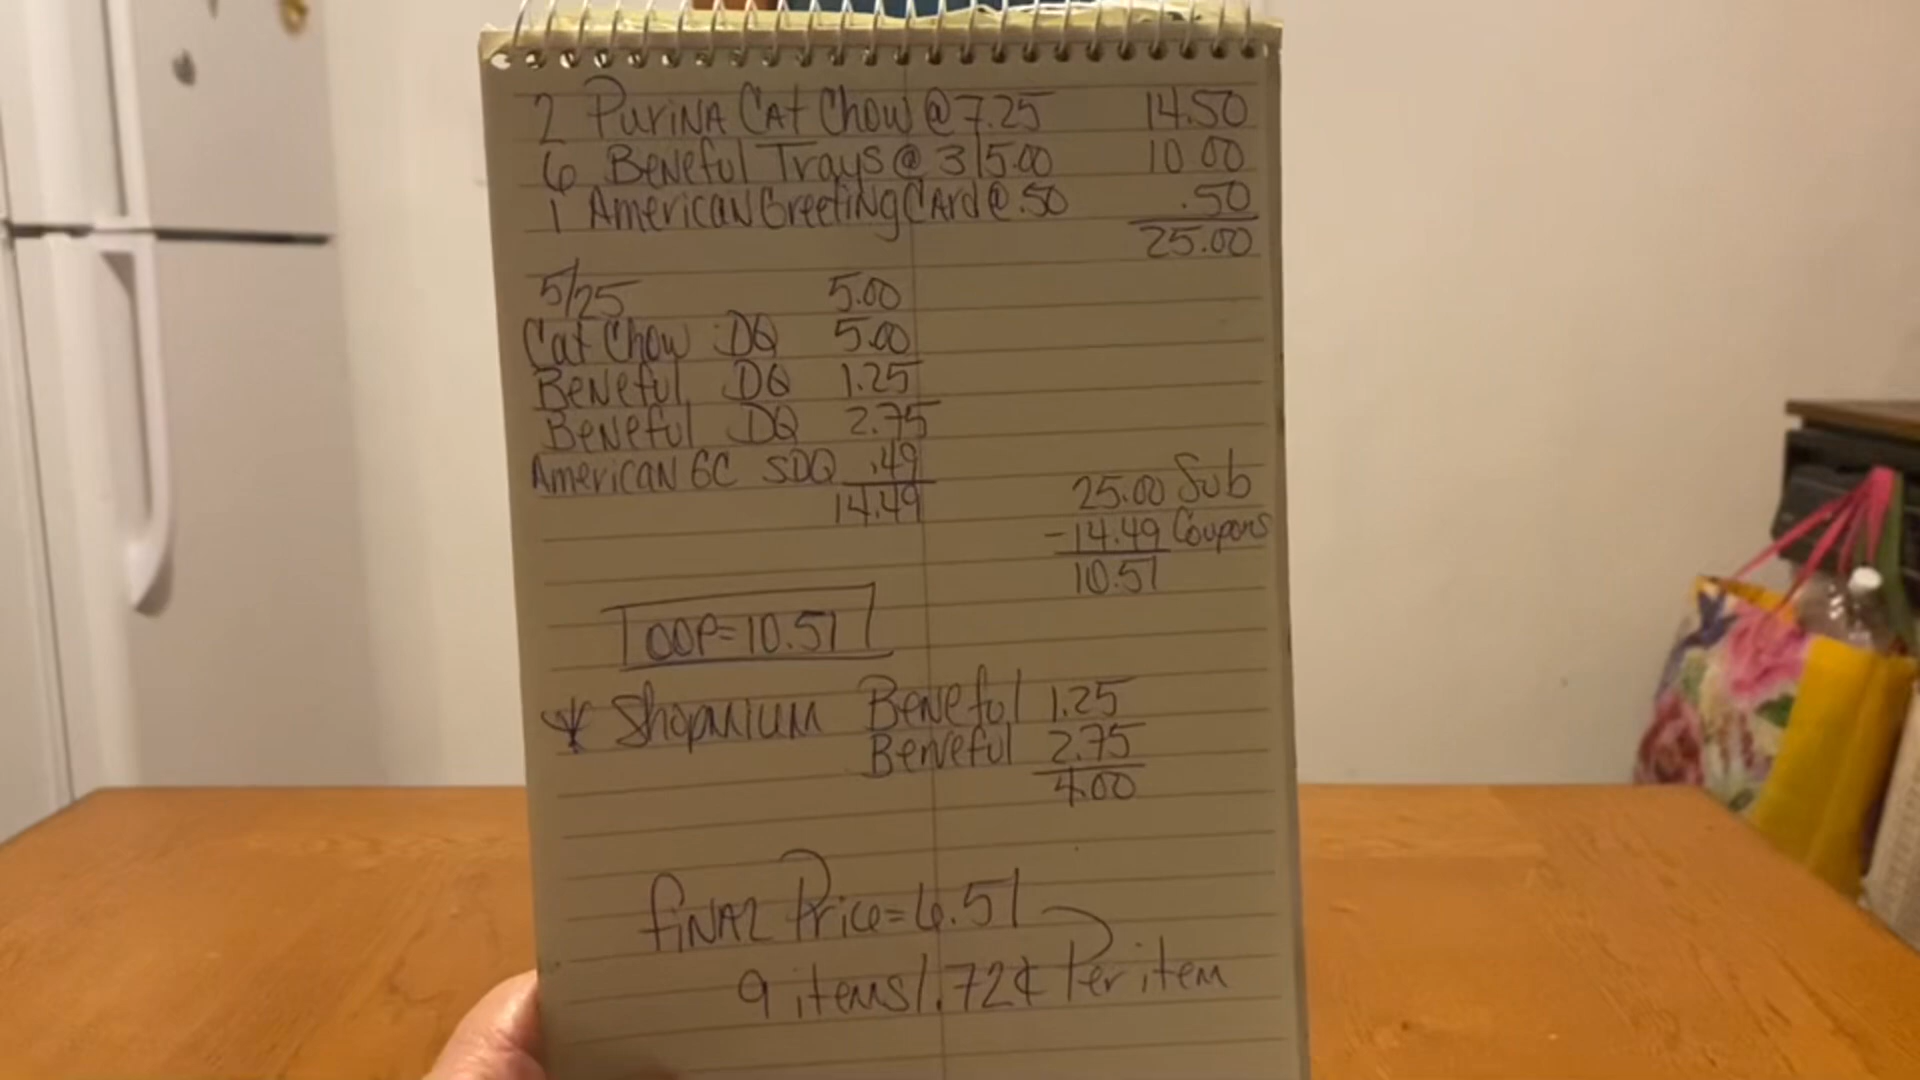 2 Purina Cat Chow @ 7.25 14.50
6 Beneful Trays @ 3/5.00 10.00
1 American Greeting Card @ .50 .50
25.00
5/25 5.00
Cat Chow DQ 5.00
Beneful DQ 1.25
Beneful DQ 2.75
American GC SDQ .49
14.49
25.00 Sub
-14.49 Coupons
10.51
OOP=10.51
* Shopmium Beneful 1.25
Beneful 2.75
4.00
Final Price=6.51
9 items/.72¢ Per item